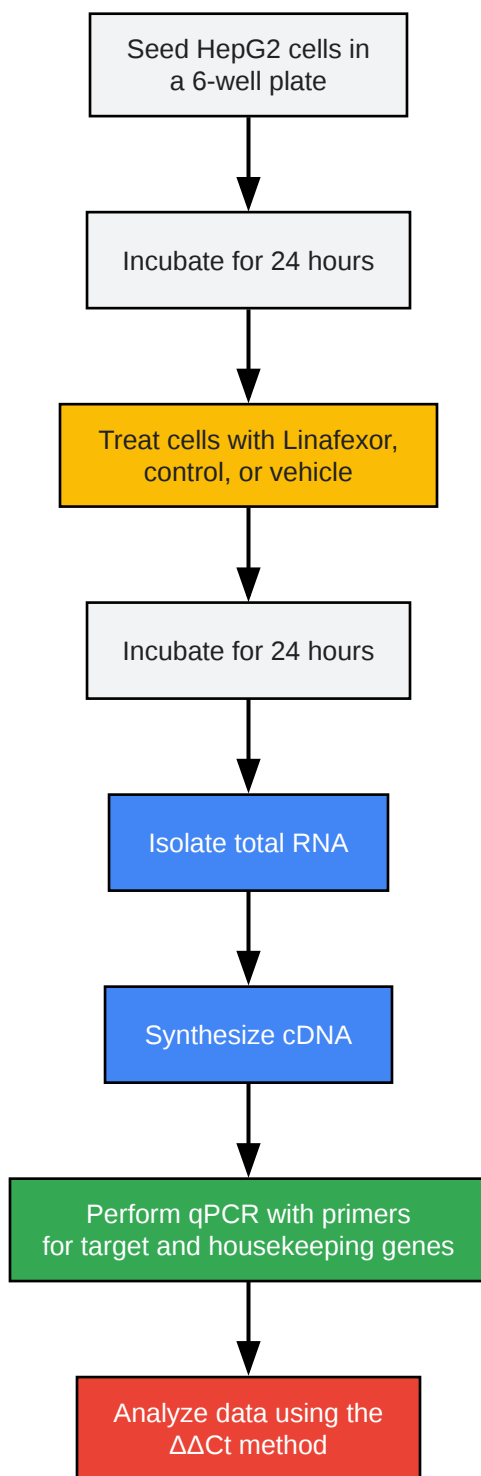 Seed HepG2 cells in
a 6-well plate
Incubate for 24 hours
Treat cells with Linafexor,
control, or vehicle
Incubate for 24 hours
Isolate total RNA
Synthesize cDNA
Perform qPCR with primers
for target and housekeeping genes
Analyze data using the
ΔΔCt method